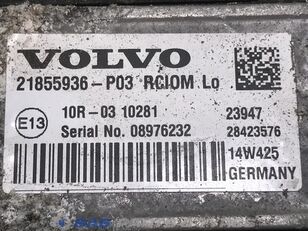 VOLVO
21855936-P03 RCIOM Lo
10R-03 10281 23947
E13 Serial No. 08976232 28423576
14W425
GERMANY